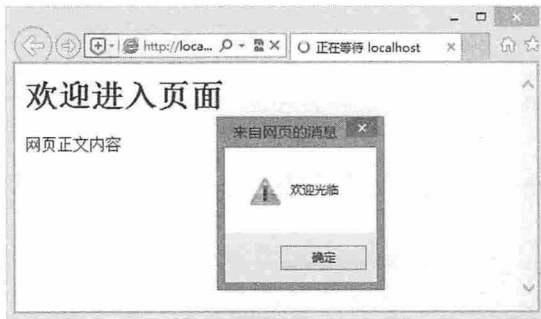 http://loca...
正在等待 localhost
欢迎进入页面
网页正文内容
来自网页的消息
欢迎光临
确定